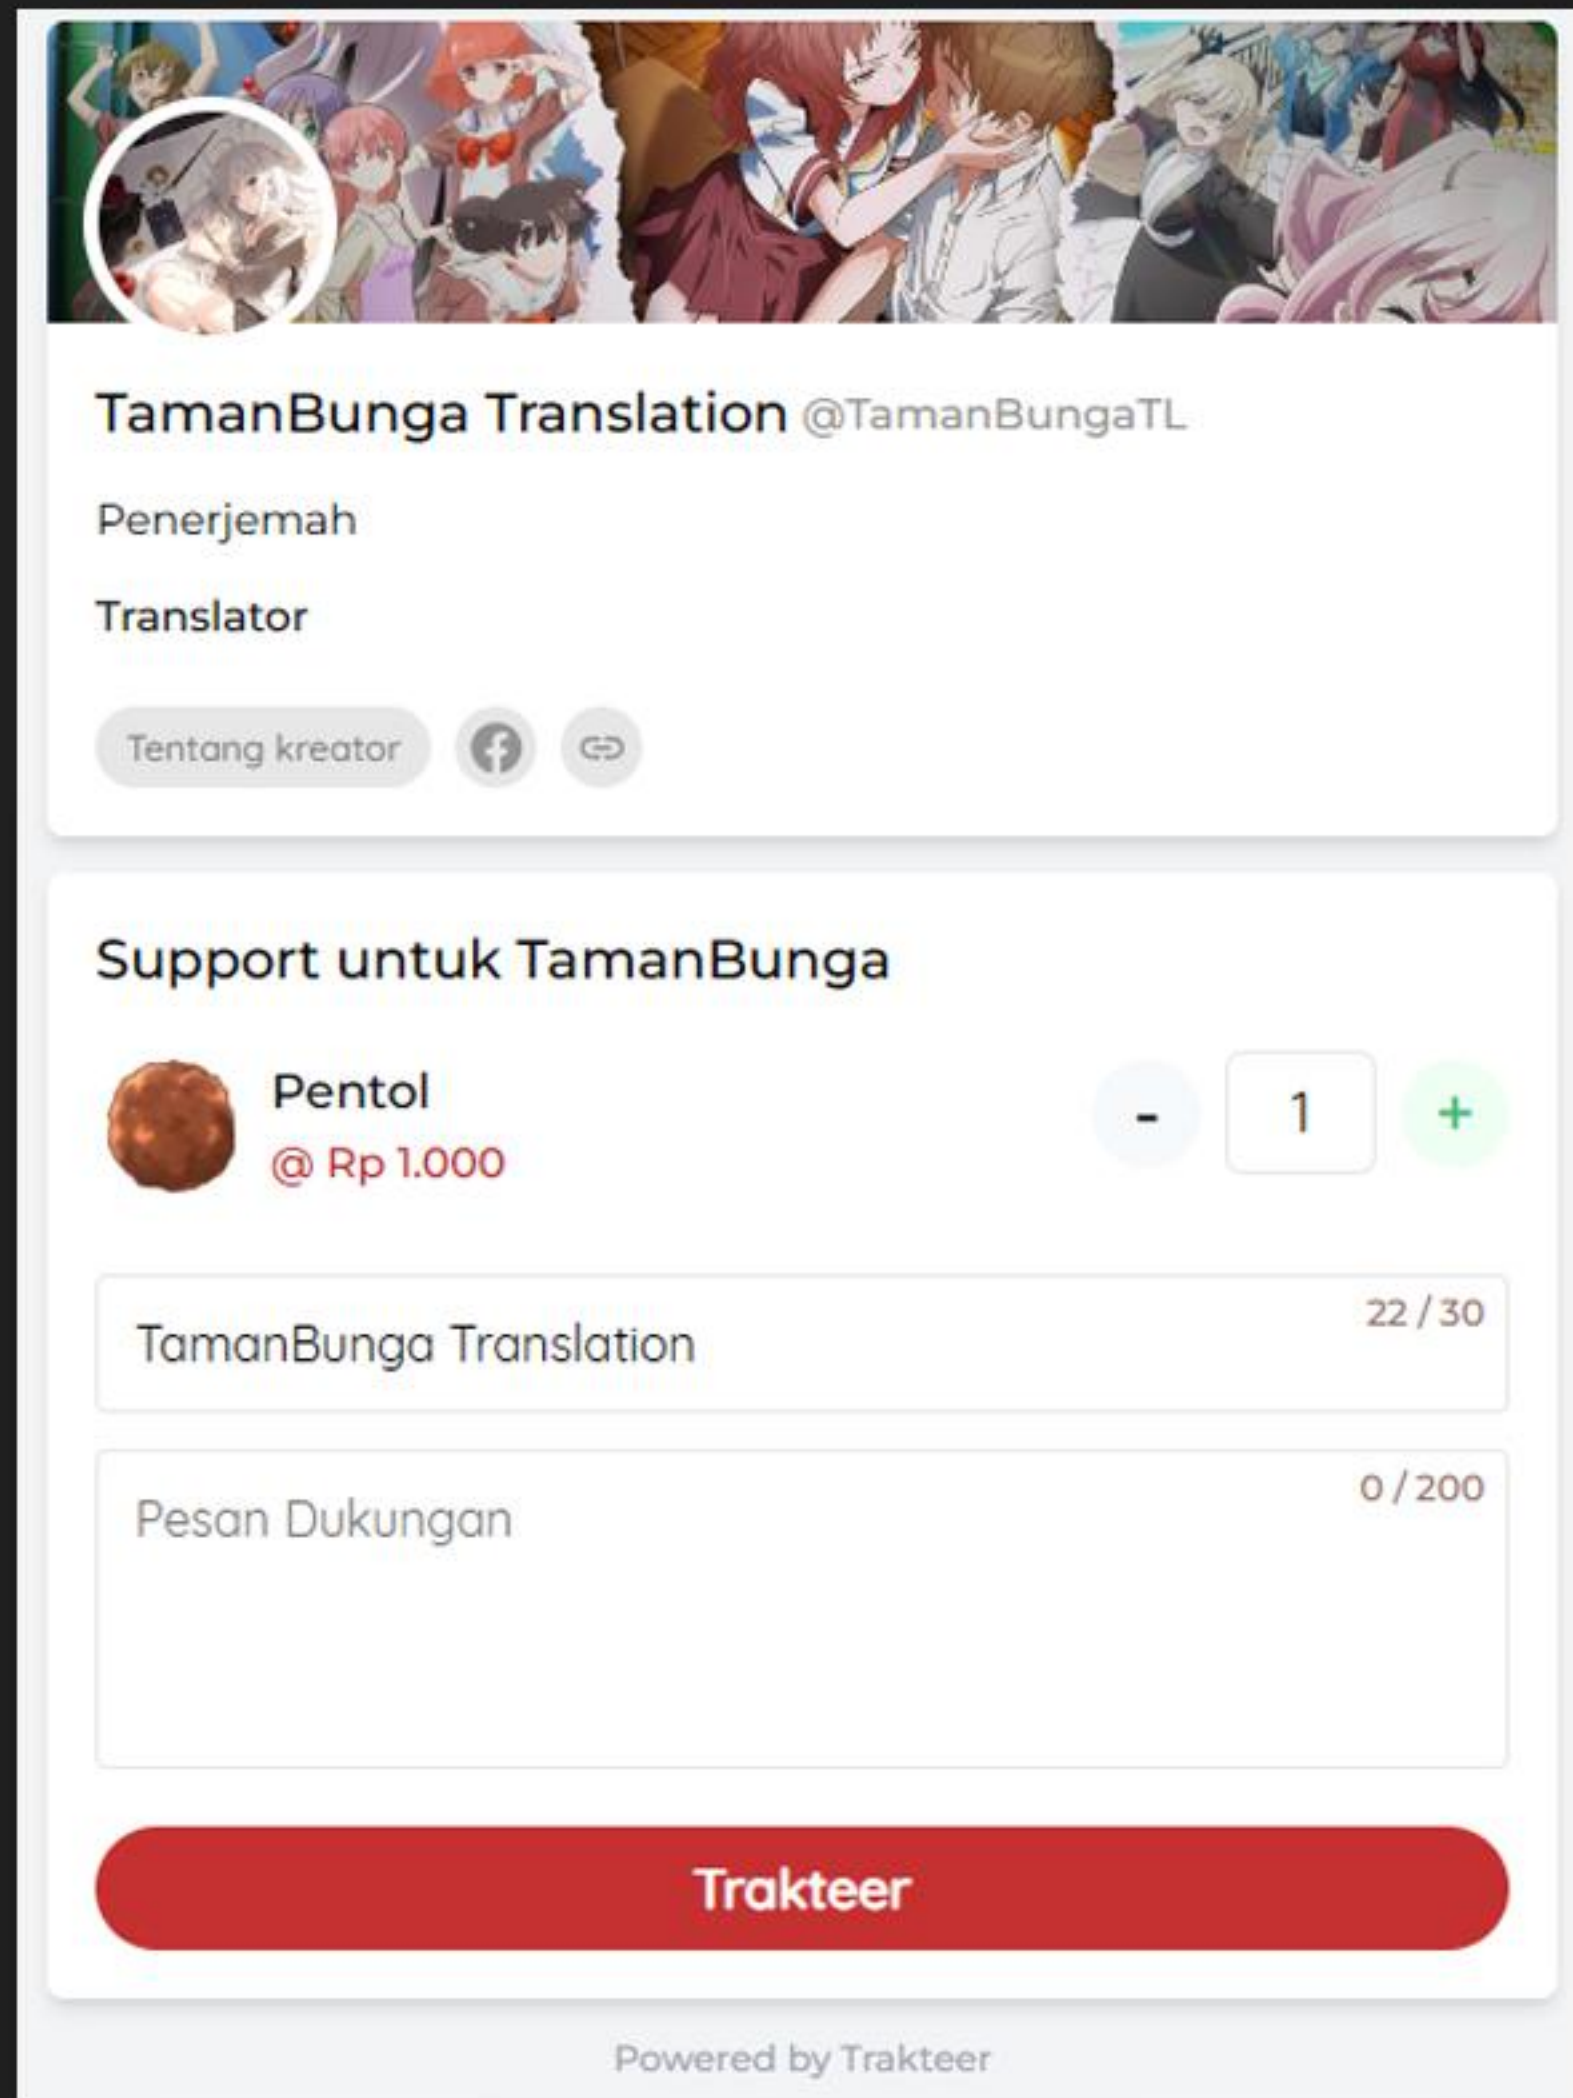 TamanBunga Translation @TamanBungaTL
Penerjemah
Translator
Tentang kreator
Support untuk TamanBunga
Pentol
@ Rp 1.000
- 1 +
22 / 30
TamanBunga Translation
0 / 200
Pesan Dukungan
Trakteer
Powered by Trakteer